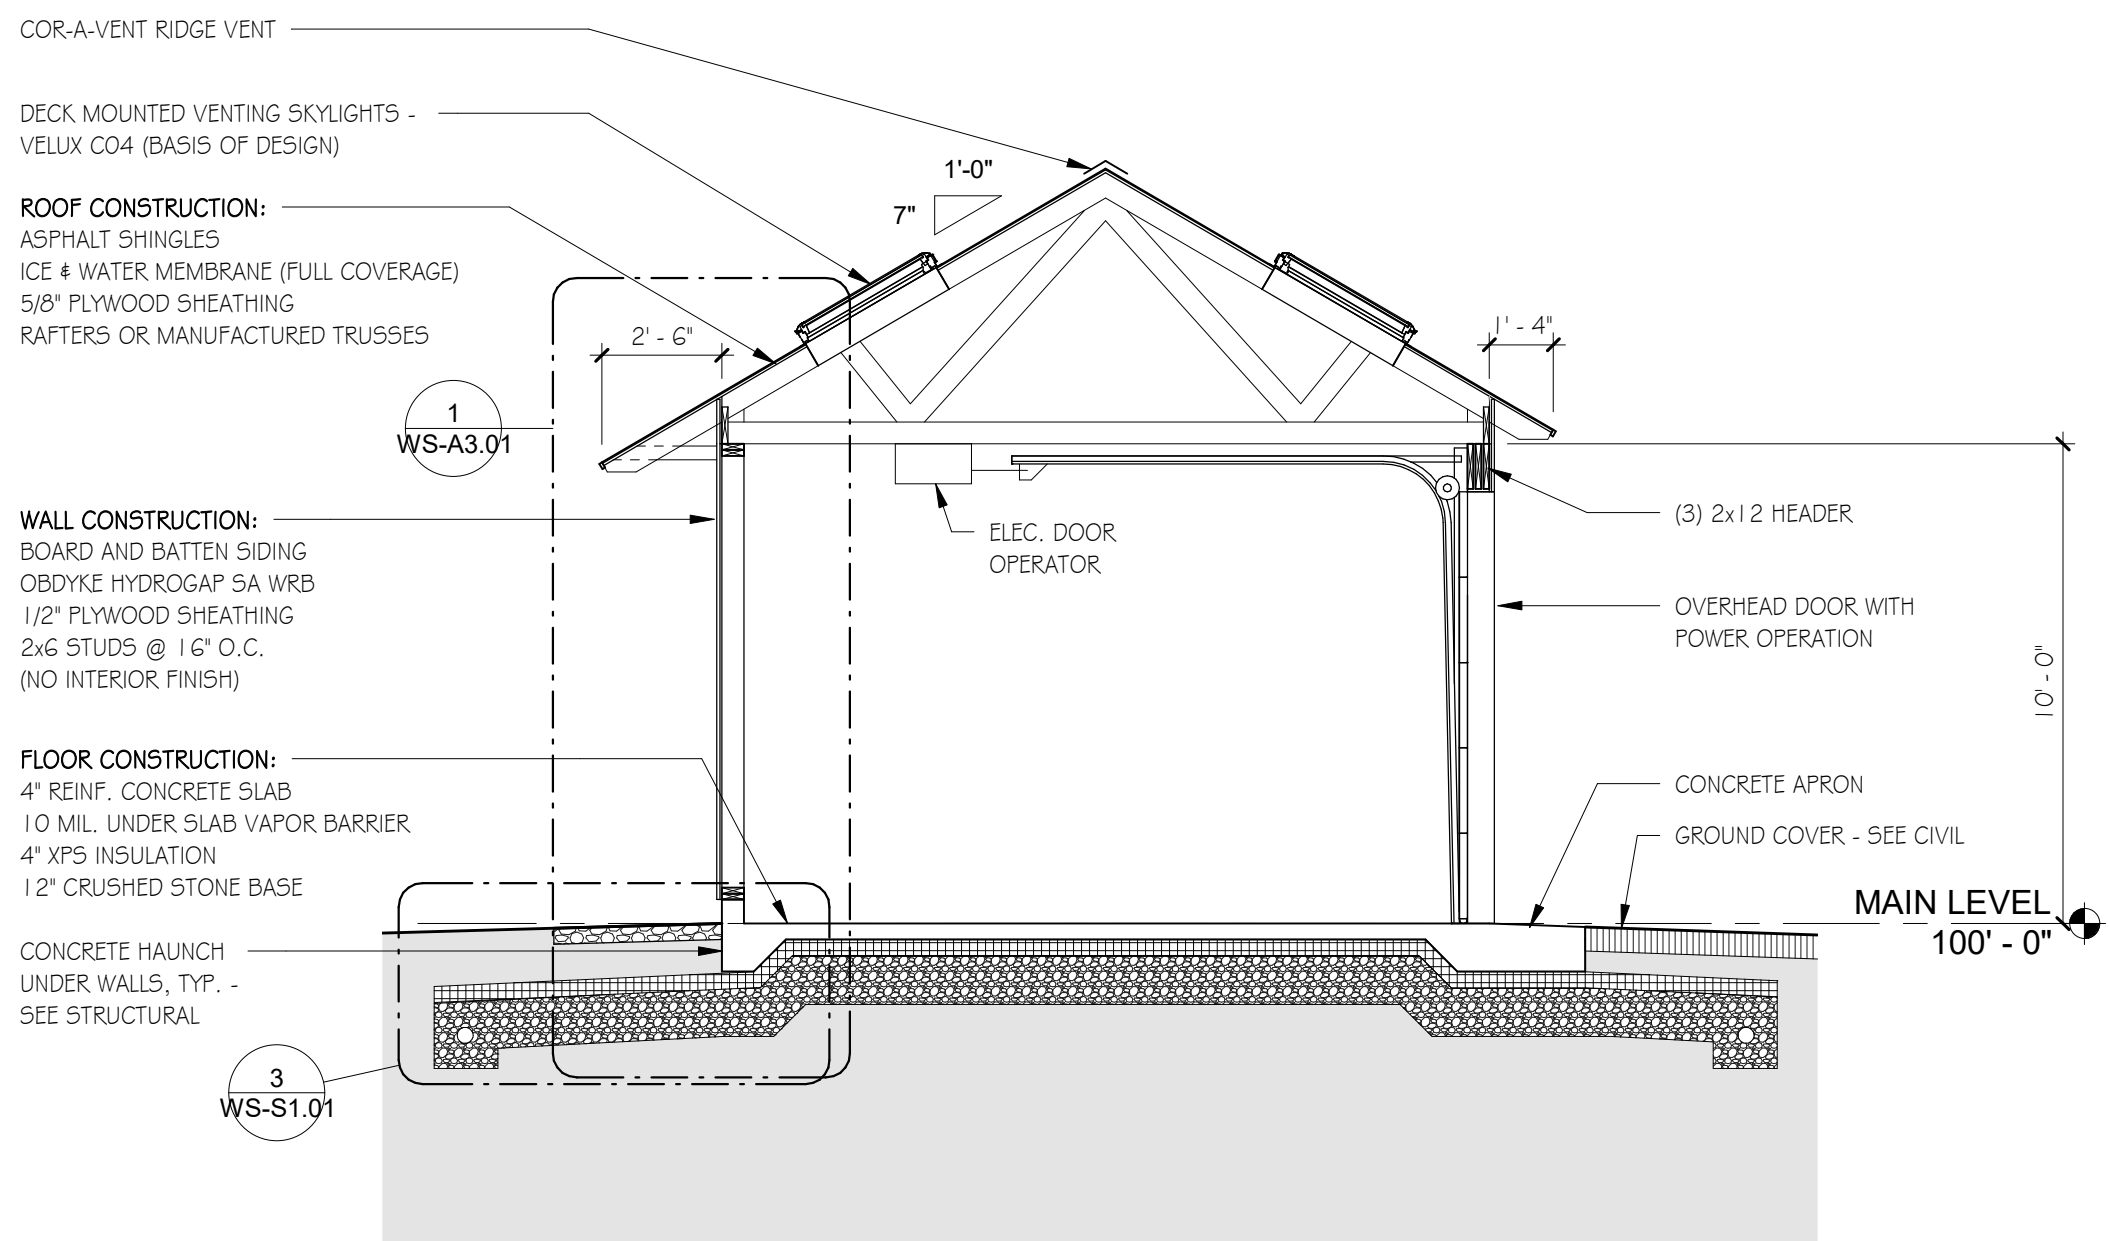 COR-A-VENT RIDGE VENT
DECK MOUNTED VENTING SKYLIGHTS -
VELUX C04 (BASIS OF DESIGN)
1'-0"
7"
ROOF CONSTRUCTION:
ASPHALT SHINGLES
ICE & WATER MEMBRANE (FULL COVERAGE)
5/8" PLYWOOD SHEATHING
RAFTERS OR MANUFACTURED TRUSSES
2' - 6"
1' - 4"
1
WS-A3.01
WALL CONSTRUCTION:
BOARD AND BATTEN SIDING
OBDYKE HYDROGAP SA WRB
1/2" PLYWOOD SHEATHING
2x6 STUDS @ 16" O.C.
(NO INTERIOR FINISH)
ELEC. DOOR
OPERATOR
(3) 2x12 HEADER
OVERHEAD DOOR WITH
POWER OPERATION
10' - 0"
FLOOR CONSTRUCTION:
4" REINF. CONCRETE SLAB
10 MIL. UNDER SLAB VAPOR BARRIER
4" XPS INSULATION
12" CRUSHED STONE BASE
CONCRETE APRON
GROUND COVER - SEE CIVIL
MAIN LEVEL
100' - 0"
CONCRETE HAUNCH
UNDER WALLS, TYP. -
SEE STRUCTURAL
3
WS-S1.01